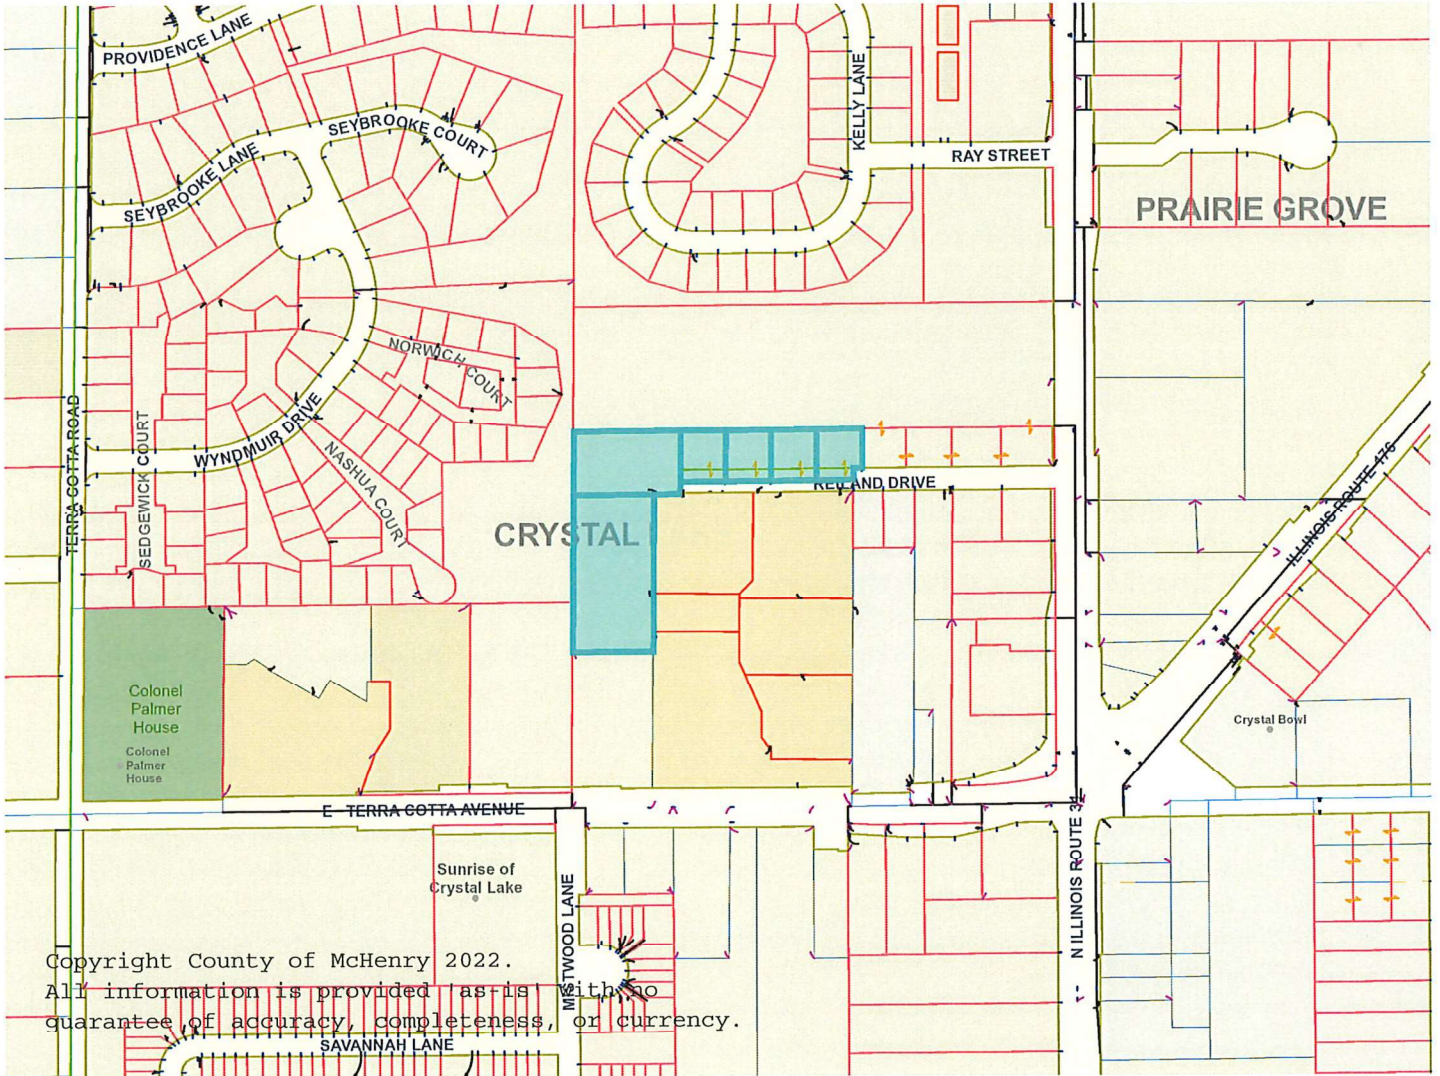 PROVIDENCE LANE
SEYBROOKE COURT
SEYBROOKE LANE
KELLY LANE
RAY STREET
PRAIRIE GROVE
NORWICH COURT
TERRA COTTA ROAD
SEDGEWICK COURT
WYNDMUIR DRIVE
NASHUA COURT
REILAND DRIVE
CRYSTAL
ILLINOIS ROUTE 176
Colonel
Palmer
House
Colonel
Palmer
House
Crystal Bowl
E TERRA COTTA AVENUE
N ILLINOIS ROUTE 31
Sunrise of
Crystal Lake
MISTWOOD LANE
Copyright County of McHenry 2022.
All information is provided 'as-is' with no
guarantee of accuracy, completeness, or currency.
SAVANNAH LANE